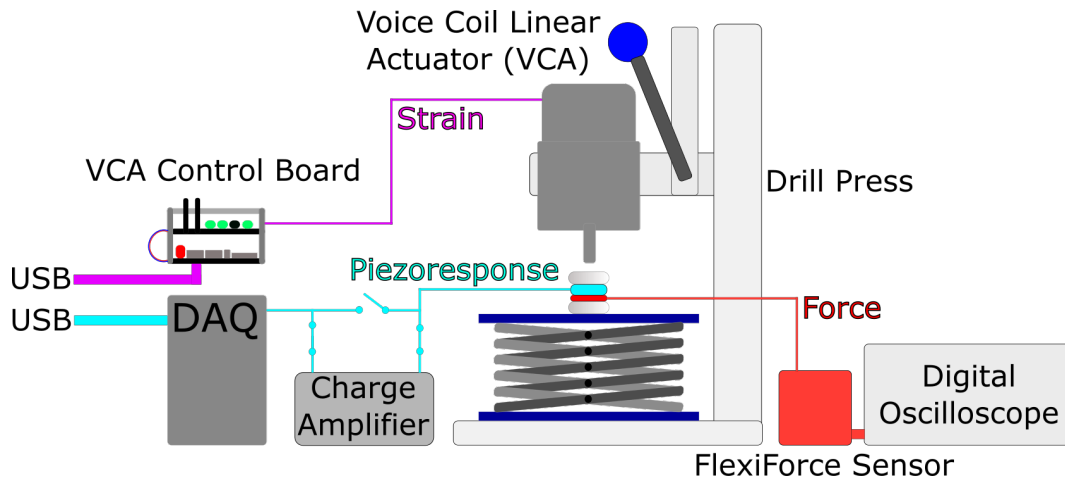 Voice Coil Linear
Actuator (VCA)
Strain
VCA Control Board
Drill Press
Piezoresponse
USB
USB
DAQ
Force
Charge
Amplifier
Digital
Oscilloscope
FlexiForce Sensor